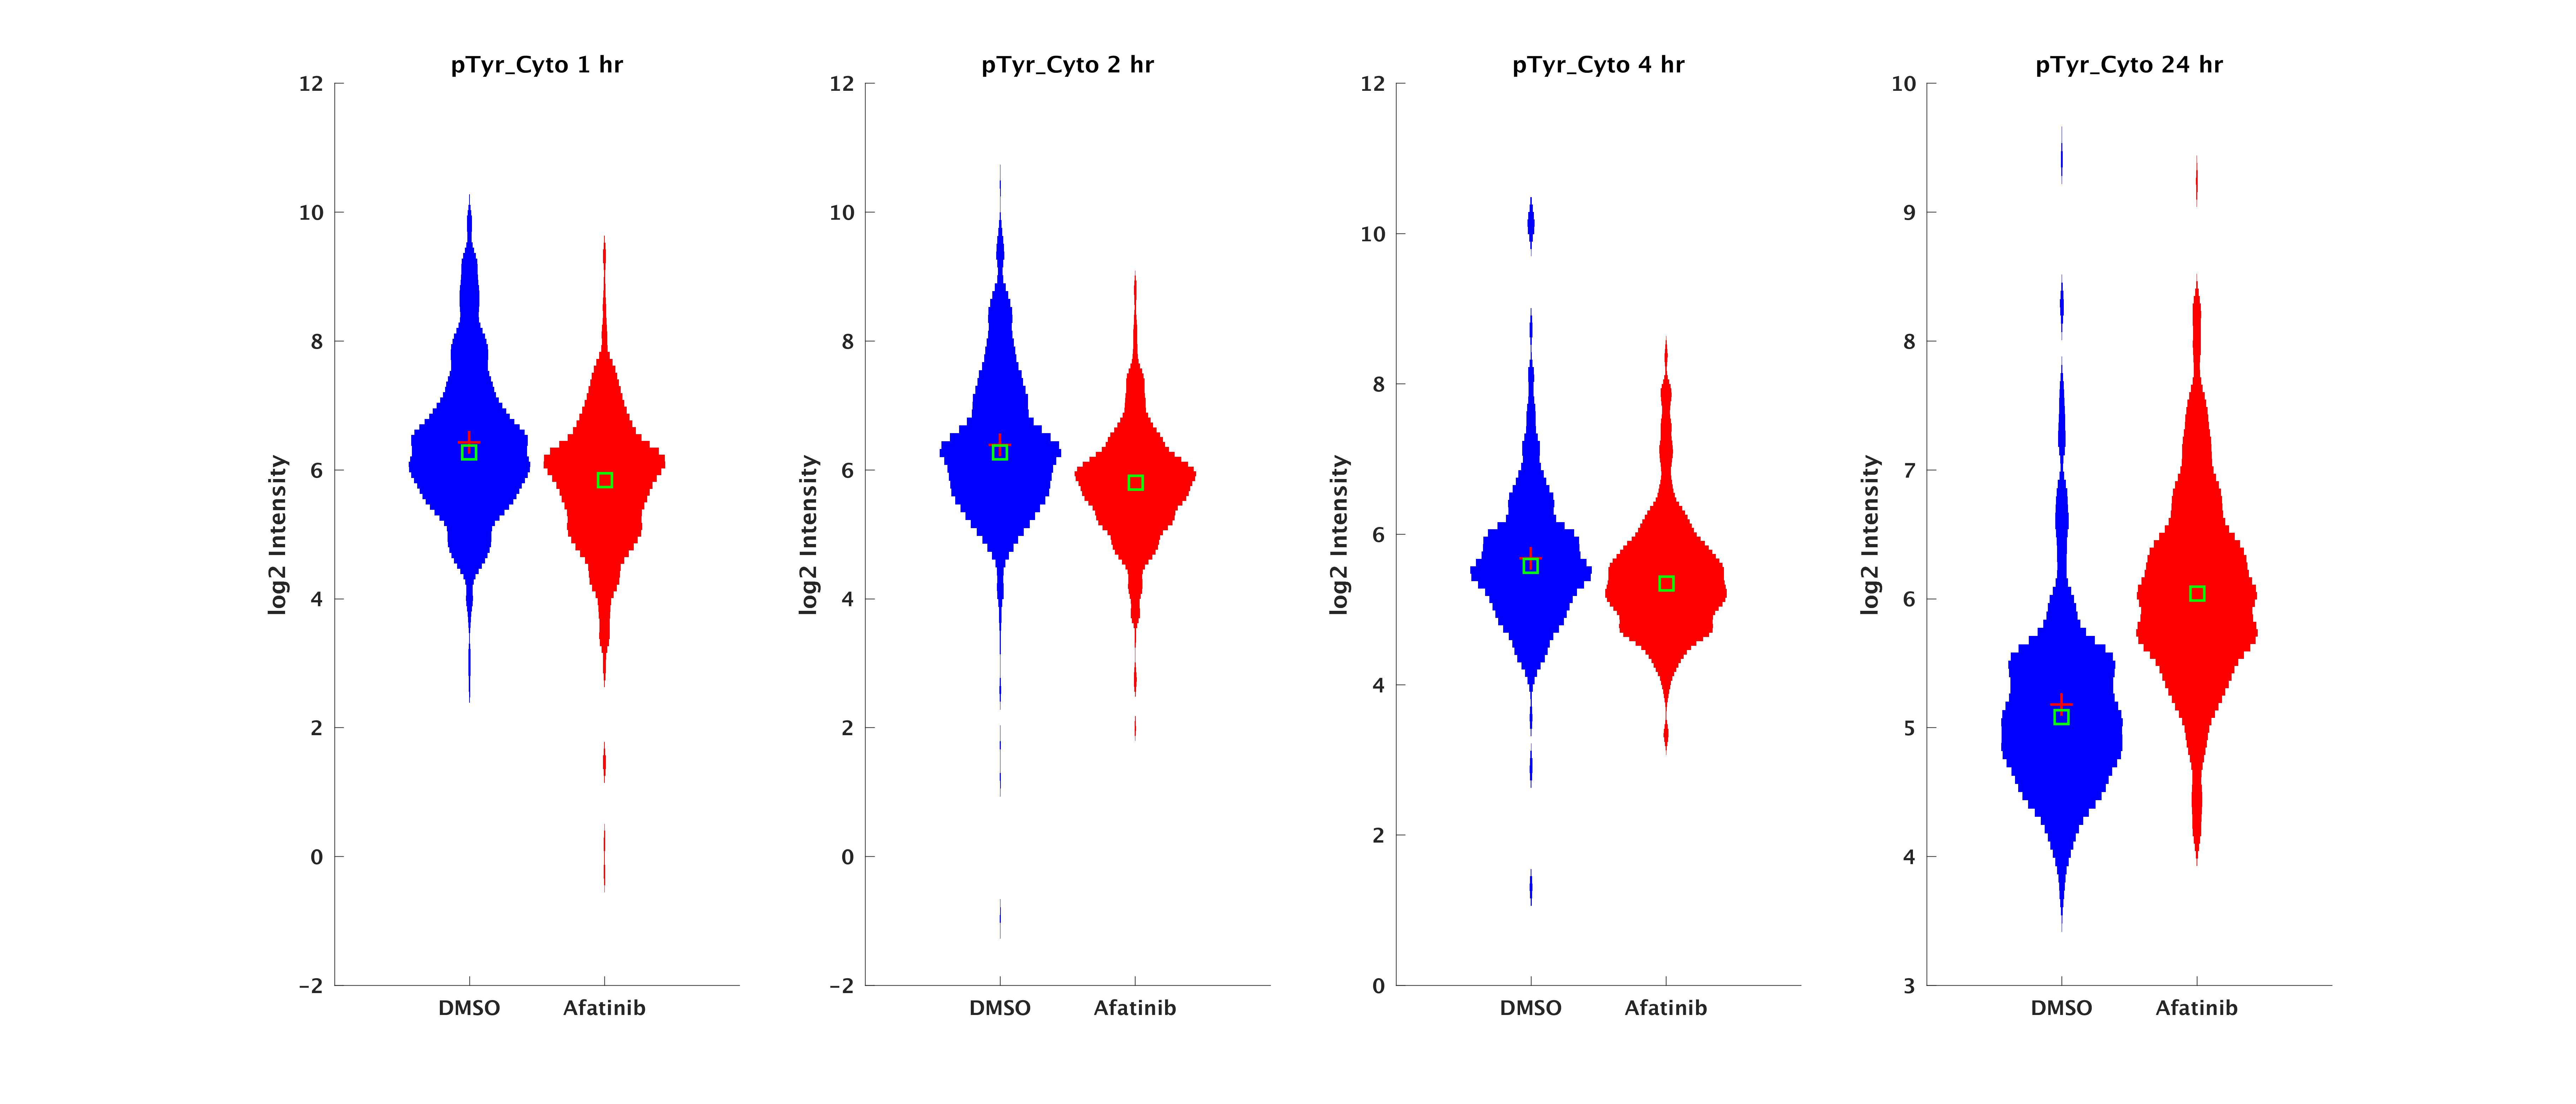 pTyr_Cyto 1 hr
12
10
8
6
4
2
0
−2
log2 Intensity
DMSO
Afatinib
pTyr_Cyto 2 hr
12
10
8
6
4
2
0
−2
log2 Intensity
DMSO
Afatinib
pTyr_Cyto 4 hr
12
10
8
6
4
2
0
log2 Intensity
DMSO
Afatinib
pTyr_Cyto 24 hr
10
9
8
7
6
5
4
3
log2 Intensity
DMSO
Afatinib